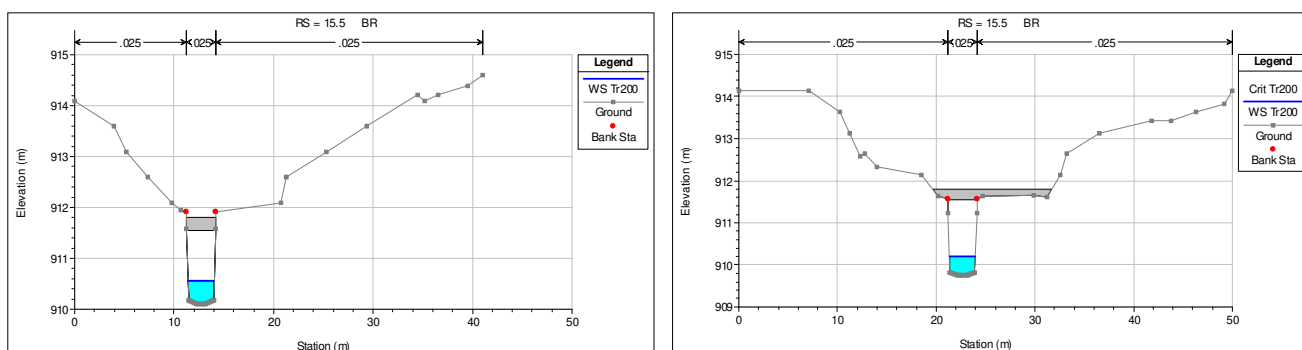 RS = 15.5 BR
.025 .025 .025
915
914
913
912
911
910
0 10 20 30 40 50
Elevation (m)
Station (m)
Legend
WS Tr200
Ground
Bank Sta
RS = 15.5 BR
.025 .025 .025
915
914
913
912
911
910
909
0 10 20 30 40 50
Elevation (m)
Station (m)
Legend
Crit Tr200
WS Tr200
Ground
Bank Sta